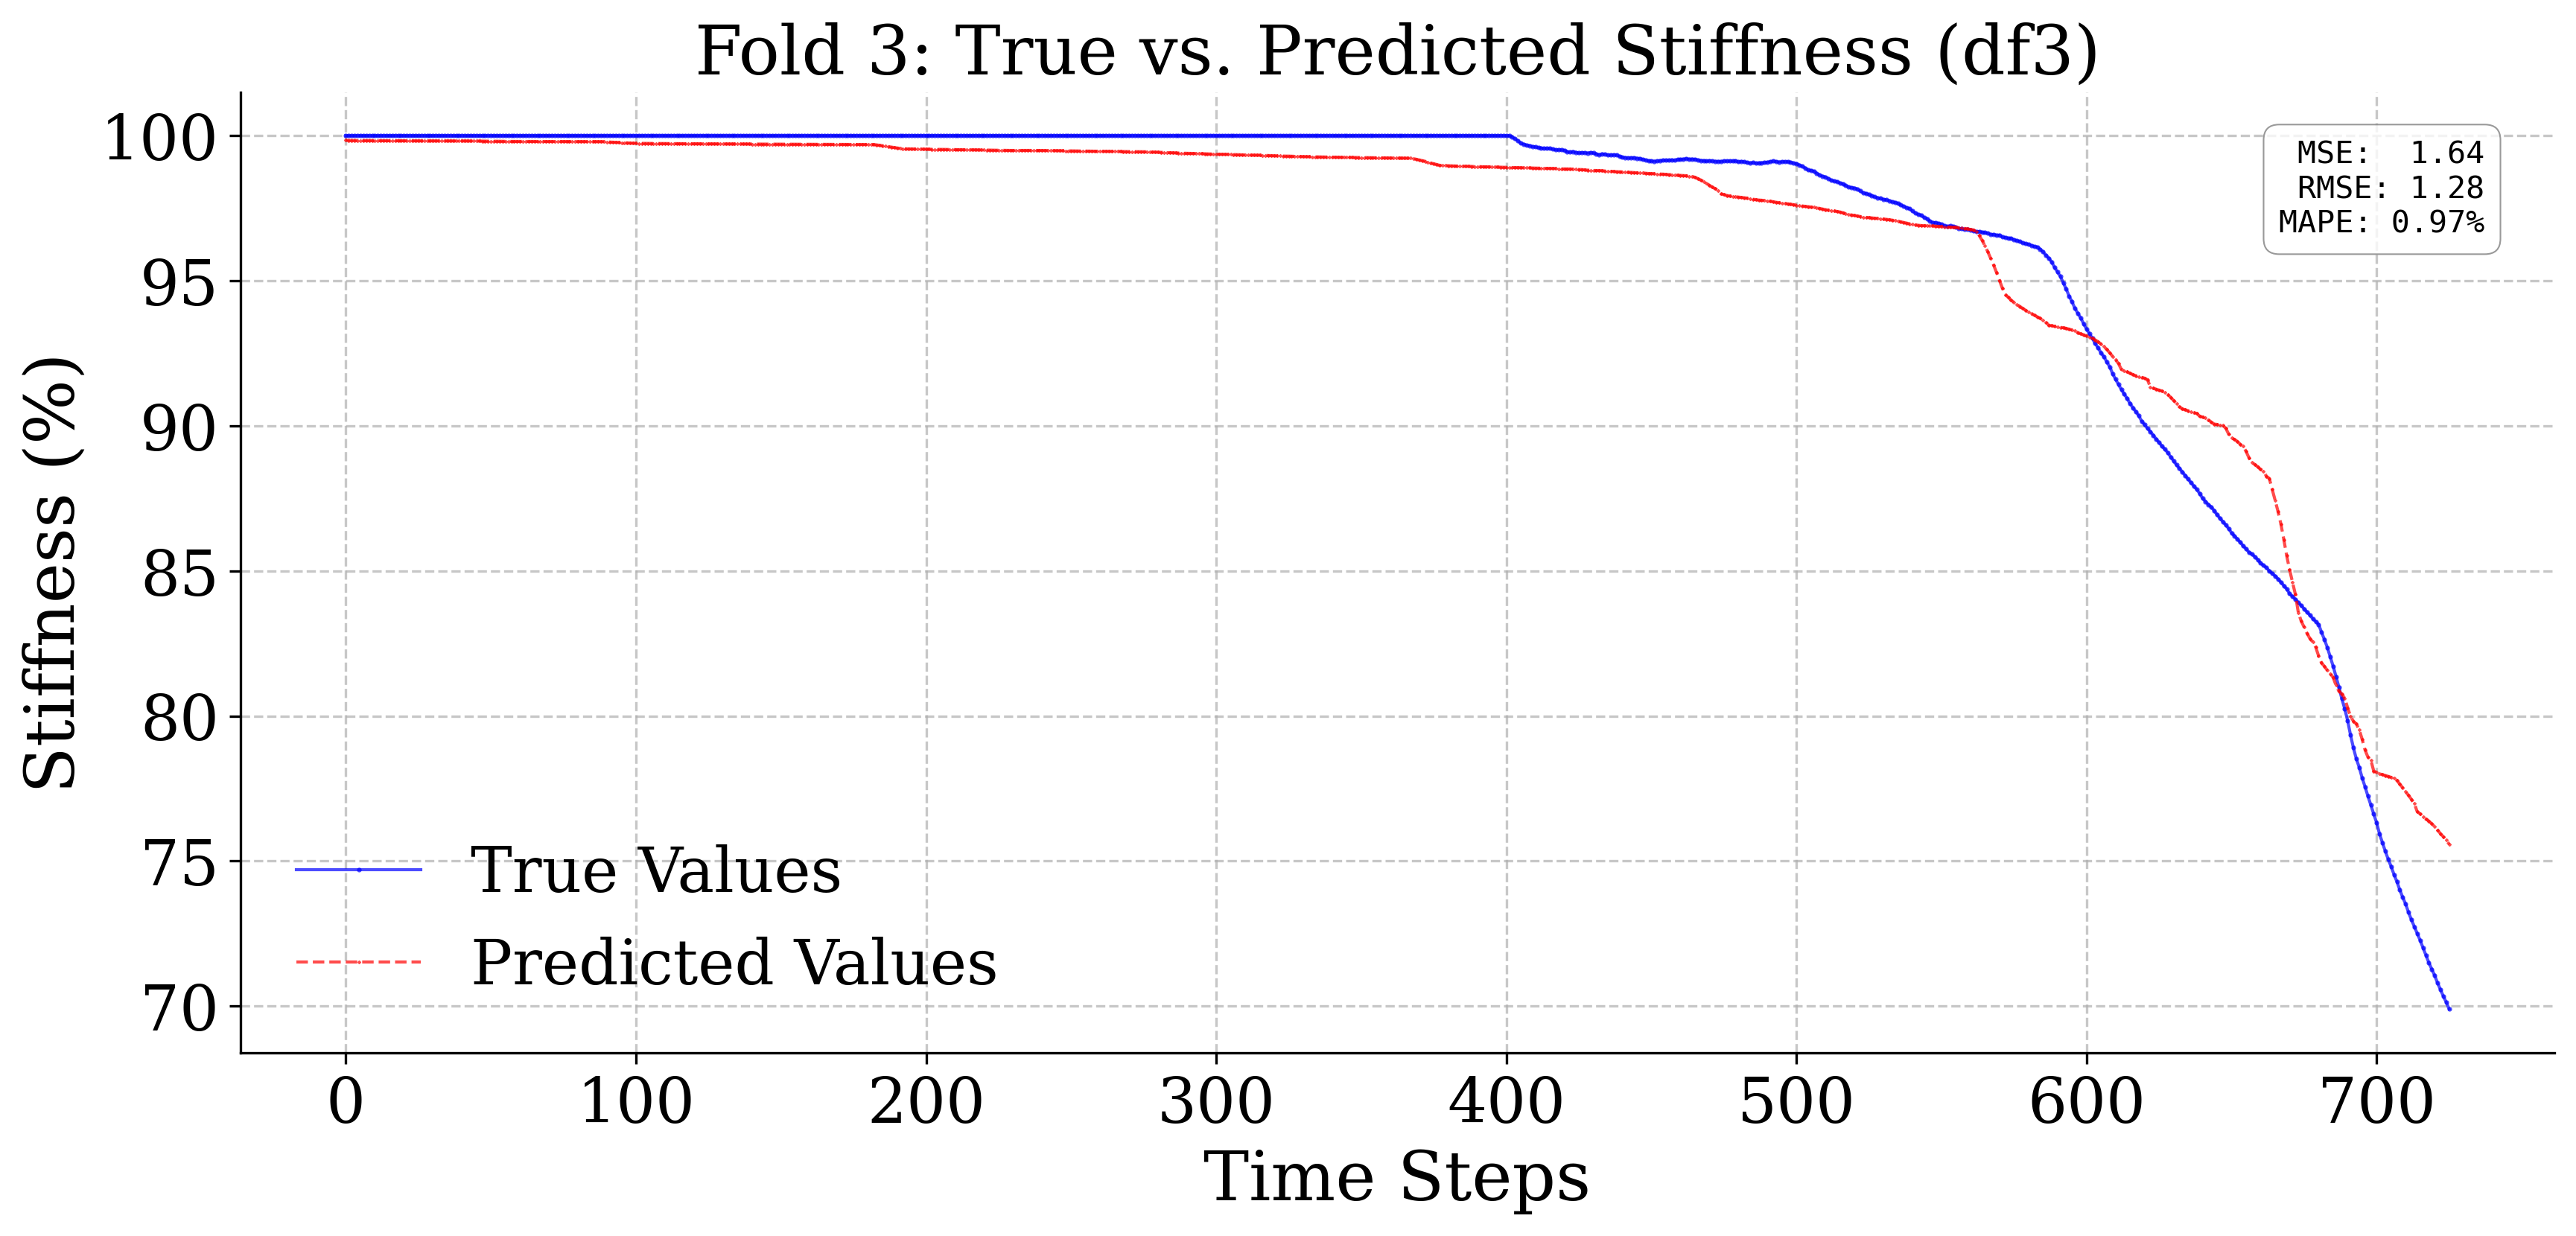 Fold 3: True vs. Predicted Stiffness (df3)
MSE: 1.64
RMSE: 1.28
MAPE: 0.97%
Stiffness (%)
100
95
90
85
80
75
70
True Values
Predicted Values
0 100 200 300 400 500 600 700
Time Steps